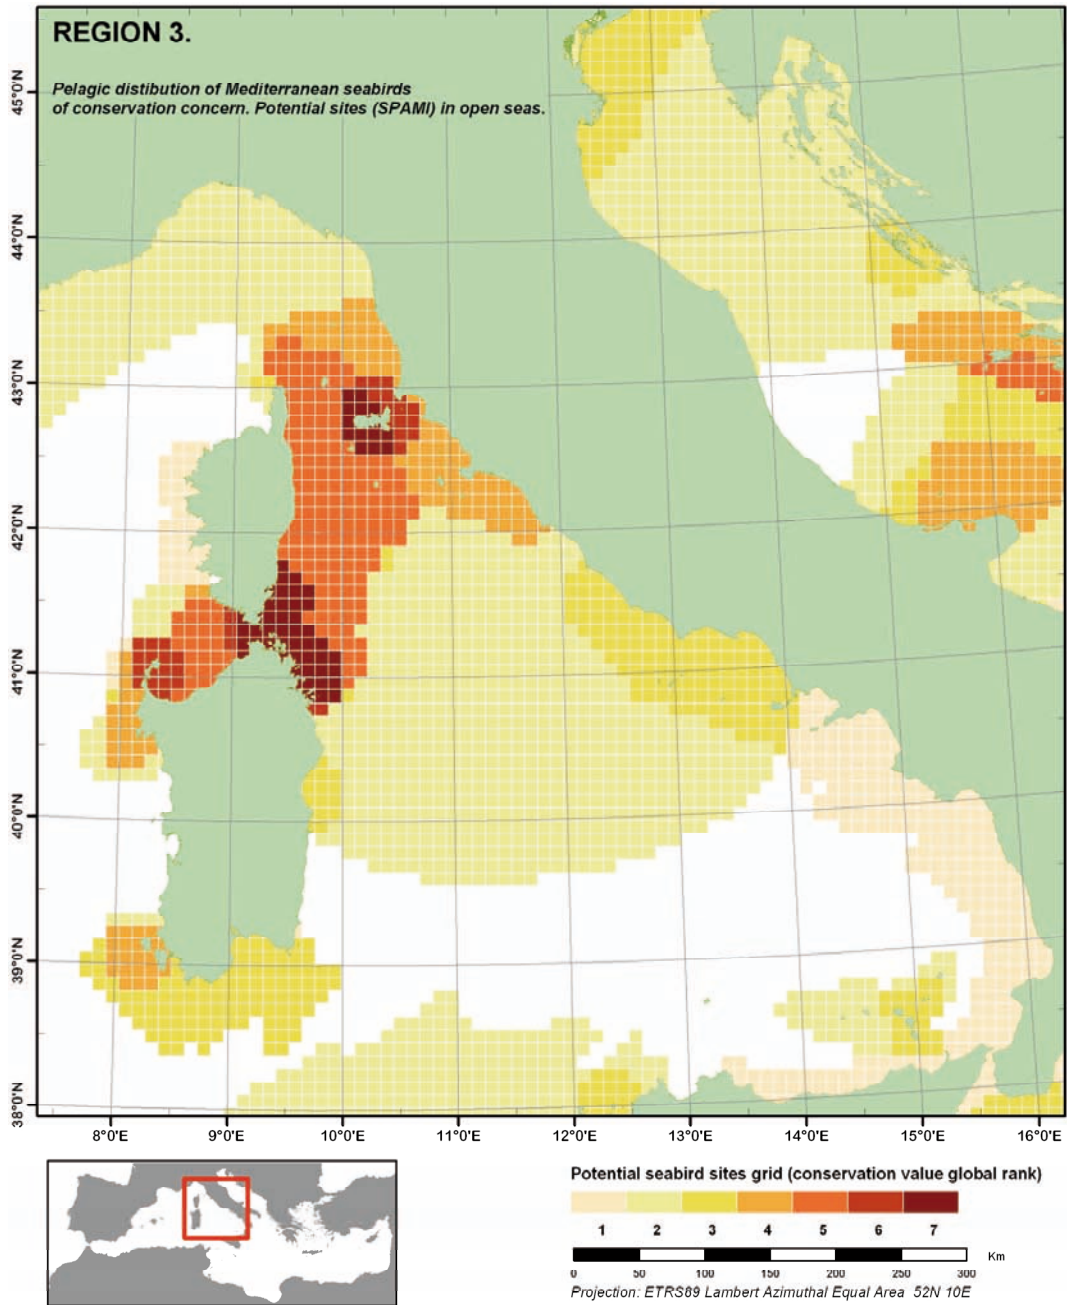 REGION 3.
Pelagic distibution of Mediterranean seabirds
of conservation concern. Potential sites (SPAMI) in open seas.
45°0'N
44°0'N
43°0'N
42°0'N
41°0'N
40°0'N
39°0'N
38°0'N
8°0'E 9°0'E 10°0'E 11°0'E 12°0'E 13°0'E 14°0'E 15°0'E 16°0'E
Potential seabird sites grid (conservation value global rank)
1 2 3 4 5 6 7
Km
0 50 100 150 200 250 300
Projection: ETRS89 Lambert Azimuthal Equal Area 52N 10E